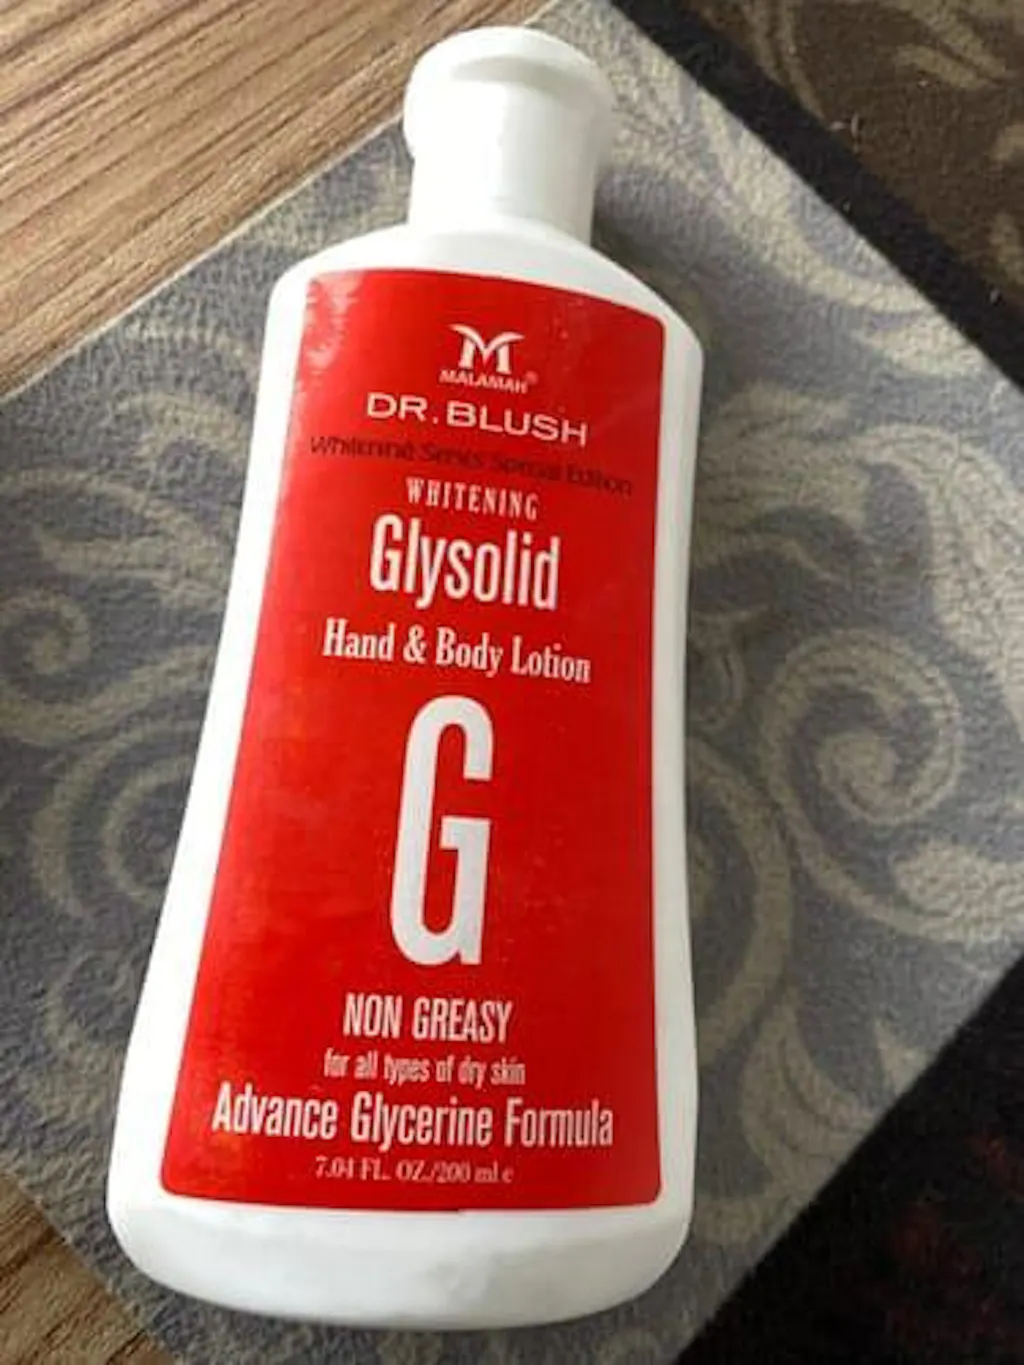 MALAMAH®
DR. BLUSH
Whitening Series Special Edition
WHITENING
Glysolid
Hand & Body Lotion
G
NON GREASY
for all types of dry skin
Advance Glycerine Formula
7.04 FL. OZ./200 ml e